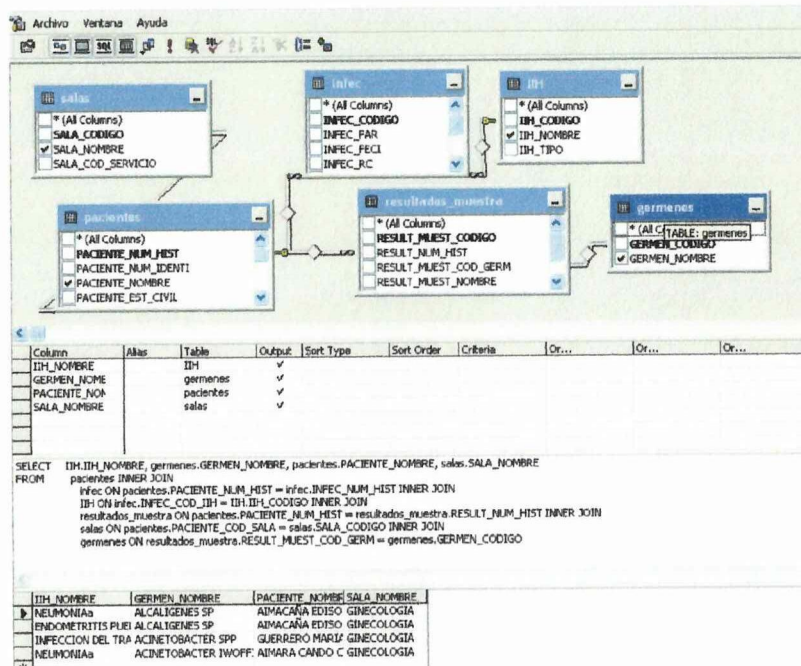 Archivo Ventana Ayuda
SQL
salas
* (All Columns)
SALA_CODIGO
SALA_NOMBRE
SALA_COD_SERVICIO
infec
* (All Columns)
INFEC_CODIGO
INFEC_FAR
INFEC_FECI
INFEC_RC
IIH
* (All Columns)
IIH_CODIGO
IIH_NOMBRE
IIH_TIPO
pacientes
* (All Columns)
PACIENTE_NUM_HIST
PACIENTE_NUM_IDENTI
PACIENTE_NOMBRE
PACIENTE_EST_CIVIL
resultados_muestra
* (All Columns)
RESULT_MUEST_CODIGO
RESULT_NUM_HIST
RESULT_MUEST_COD_GERM
RESULT_MUEST_NOMBRE
germenes
* (All C
TABLE: germenes
GERMEN_CODIGO
GERMEN_NOMBRE
Column Alias Table Output Sort Type Sort Order Criteria Or... Or... Or...
IIH_NOMBRE IIH
GERMEN_NOME germenes
PACIENTE_NOM pacientes
SALA_NOMBRE salas
SELECT IIH.IIH_NOMBRE, germenes.GERMEN_NOMBRE, pacientes.PACIENTE_NOMBRE, salas.SALA_NOMBRE
FROM pacientes INNER JOIN
infec ON pacientes.PACIENTE_NUM_HIST = infec.INFEC_NUM_HIST INNER JOIN
IIH ON infec.INFEC_COD_IIH = IIH.IIH_CODIGO INNER JOIN
resultados_muestra ON pacientes.PACIENTE_NUM_HIST = resultados_muestra.RESULT_NUM_HIST INNER JOIN
salas ON pacientes.PACIENTE_COD_SALA = salas.SALA_CODIGO INNER JOIN
germenes ON resultados_muestra.RESULT_MUEST_COD_GERM = germenes.GERMEN_CODIGO
IIH_NOMBRE GERMEN_NOMBRE PACIENTE_NOMBR SALA_NOMBRE
NEUMONIAa ALCALIGENES SP AIMACAÑA EDISO GINECOLOGIA
ENDOMETRITIS PUEI ALCALIGENES SP AIMACAÑA EDISO GINECOLOGIA
INFECCION DEL TRA ACINETOBACTER SPP GUERRERO MARIA GINECOLOGIA
NEUMONIAa ACINETOBACTER IWOFF: AIMARA CANDO C GINECOLOGIA